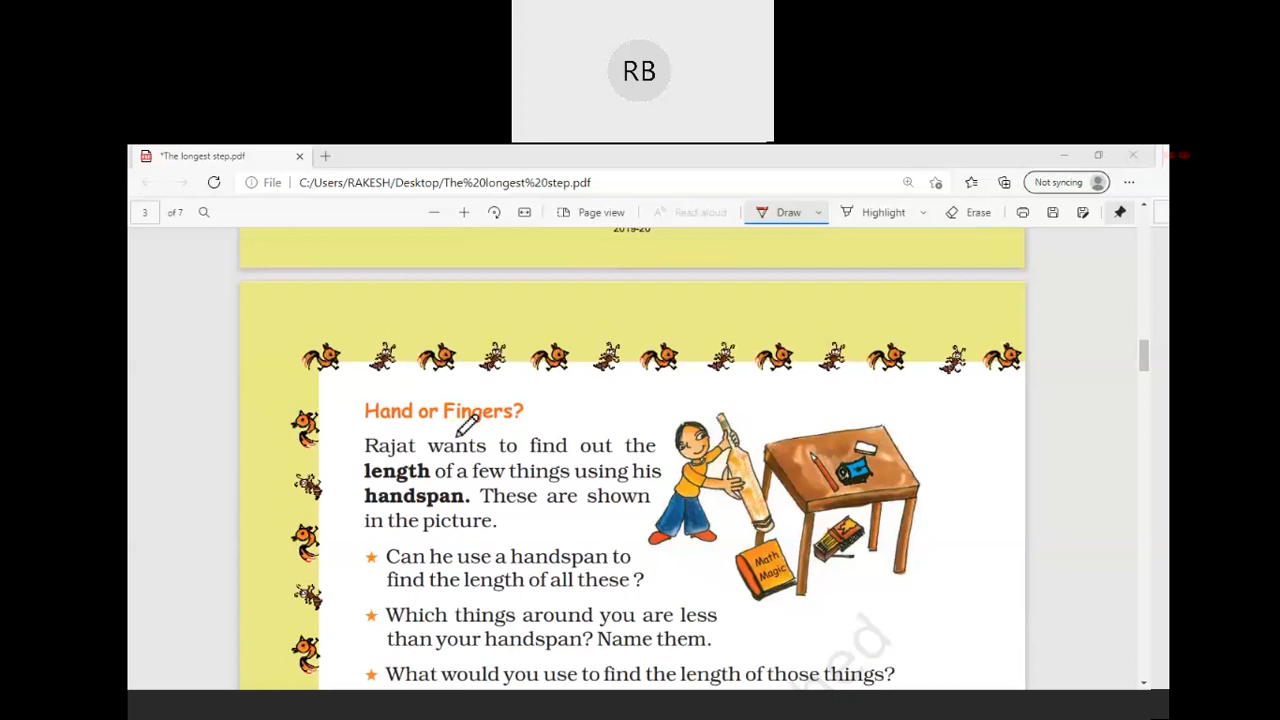 RB
*The longest step.pdf
File C:/Users/RAKESH/Desktop/The%20longest%20step.pdf
Not syncing
3 of 7
Page view
Read aloud
Draw
Highlight
Erase
2019-20
Hand or Fingers?
Rajat wants to find out the
length of a few things using his
handspan. These are shown
in the picture.
Math
Magic
Can he use a handspan to
find the length of all these ?
Which things around you are less
than your handspan? Name them.
What would you use to find the length of those things?